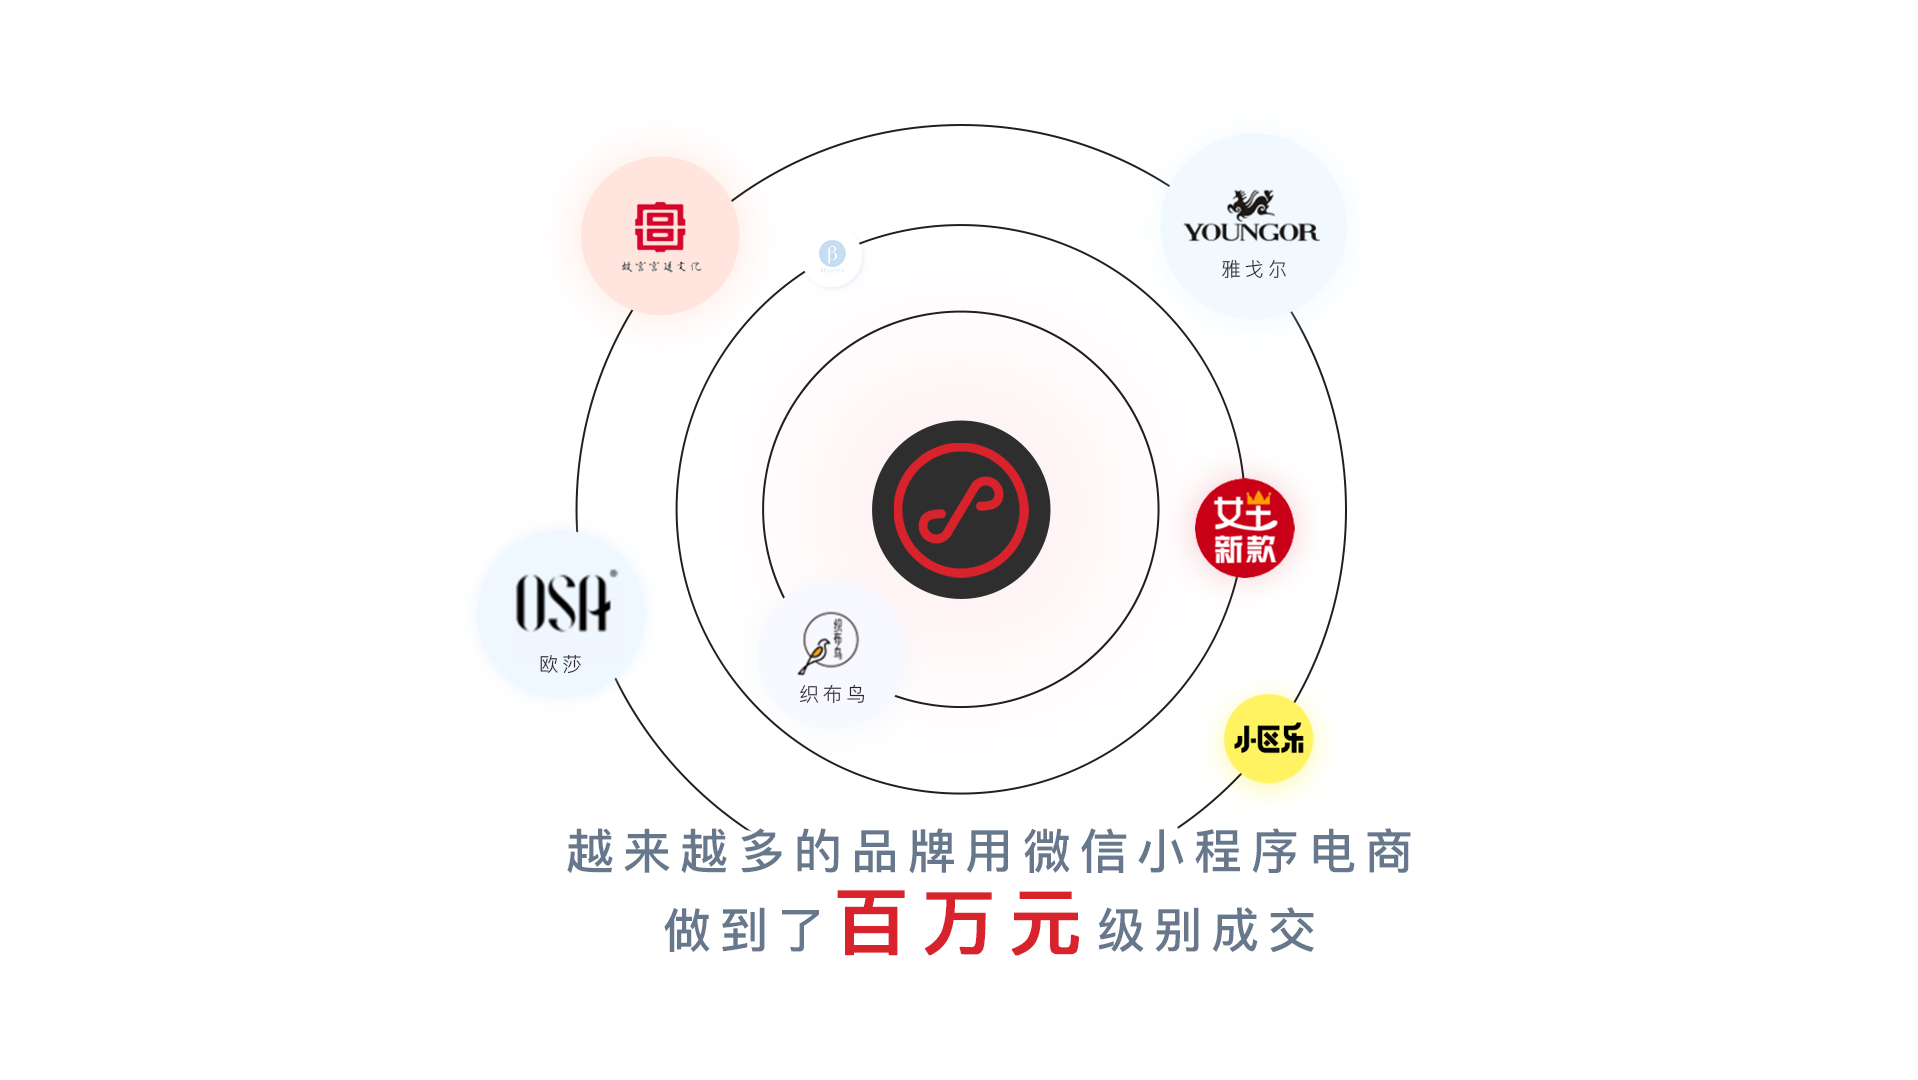 故宫宫廷文化
β
YOUNGOR
雅戈尔
女王
新款
OSA®
欧莎
织布鸟
织布鸟
小区乐
越来越多的品牌用微信小程序电商
做到了百万元级别成交